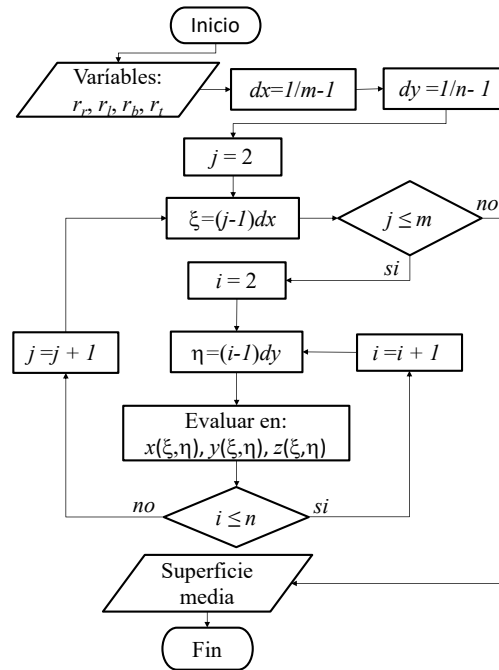 Inicio
Varíables:
r_r, r_l, r_b, r_t
dx=1/m-1
dy =1/n- 1
j = 2
ξ=(j-1)dx
j ≤ m
no
si
i = 2
j =j + 1
η=(i-1)dy
i =i + 1
Evaluar en:
x(ξ,η), y(ξ,η), z(ξ,η)
no
i ≤ n
si
Superficie
media
Fin